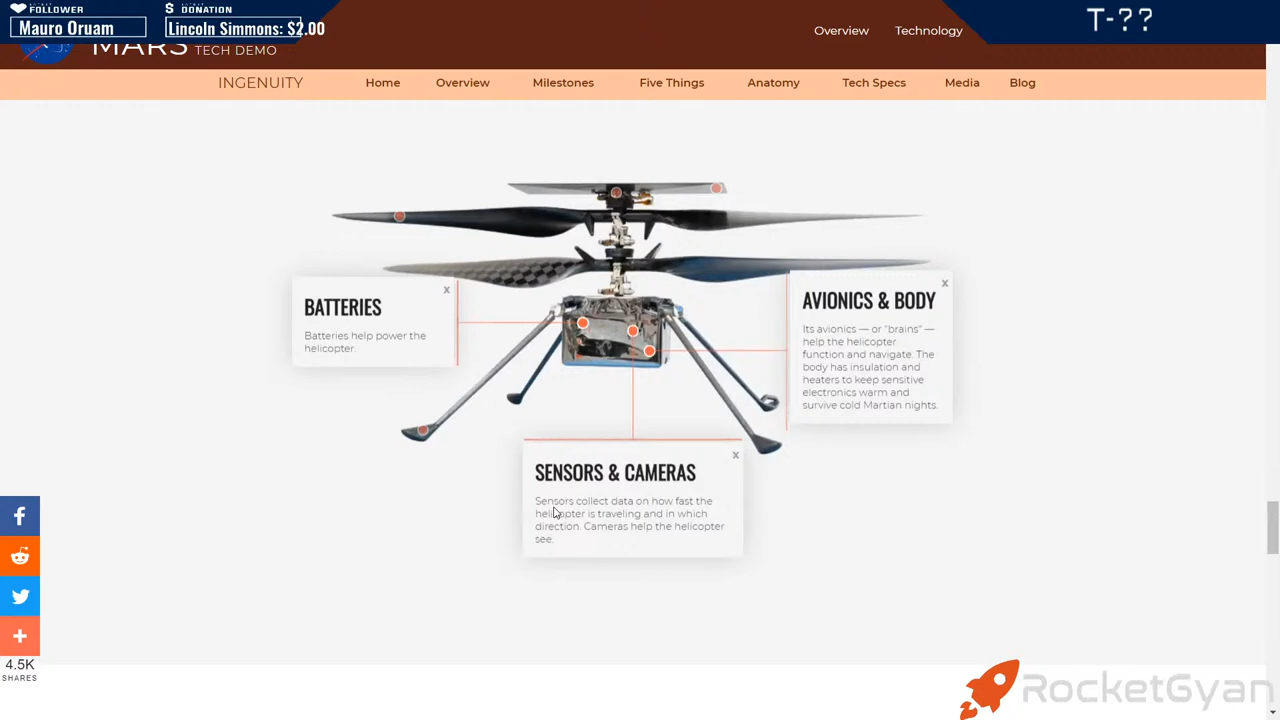 FOLLOWER
Mauro Oruam
DONATION
Lincoln Simmons: $2.00
T-??
MARS
TECH DEMO
Overview
Technology
INGENUITY
Home
Overview
Milestones
Five Things
Anatomy
Tech Specs
Media
Blog
BATTERIES
x
Batteries help power the
helicopter.
AVIONICS & BODY
x
Its avionics — or "brains" —
help the helicopter
function and navigate. The
body has insulation and
heaters to keep sensitive
electronics warm and
survive cold Martian nights.
SENSORS & CAMERAS
x
Sensors collect data on how fast the
helicopter is traveling and in which
direction. Cameras help the helicopter
see.
4.5K
SHARES
RocketGyan